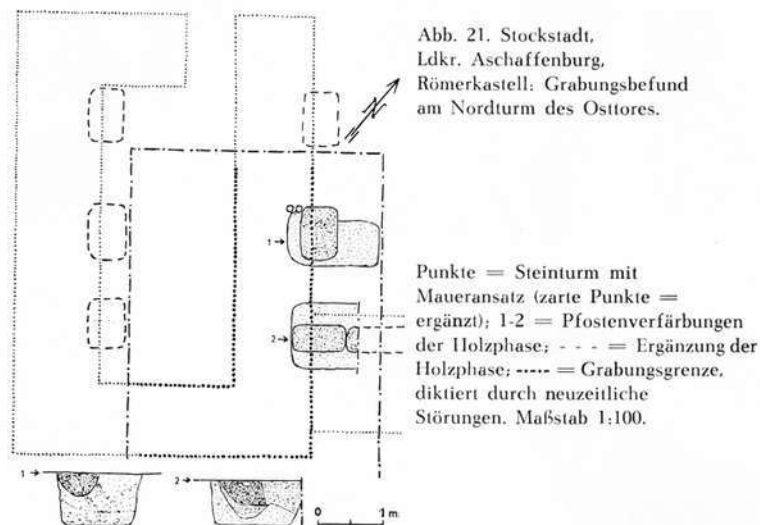 Abb. 21. Stockstadt,
Ldkr. Aschaffenburg,
Römerkastell: Grabungsbefund
am Nordturm des Osttores.
1
Punkte = Steinturm mit
Maueransatz (zarte Punkte =
ergänzt); 1-2 = Pfostenverfärbungen
der Holzphase; - - - = Ergänzung der
Holzphase; -·-·- = Grabungsgrenze,
diktiert durch neuzeitliche
Störungen. Maßstab 1:100.
2
1
2
0 1 m.